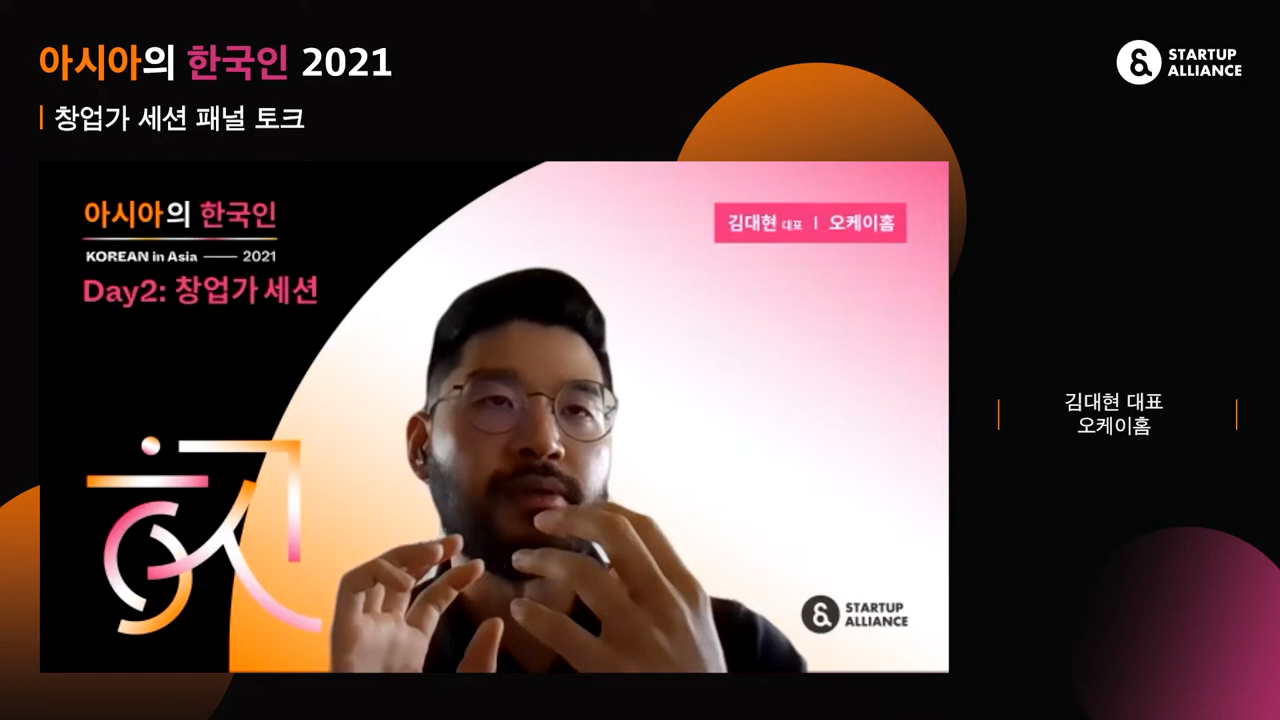 아시아의 한국인 2021
창업가 세션 패널 토크
STARTUP
ALLIANCE
아시아의 한국인
KOREAN in Asia 2021
Day2: 창업가 세션
김대현 대표 | 오케이홈
STARTUP
ALLIANCE
김대현 대표
오케이홈